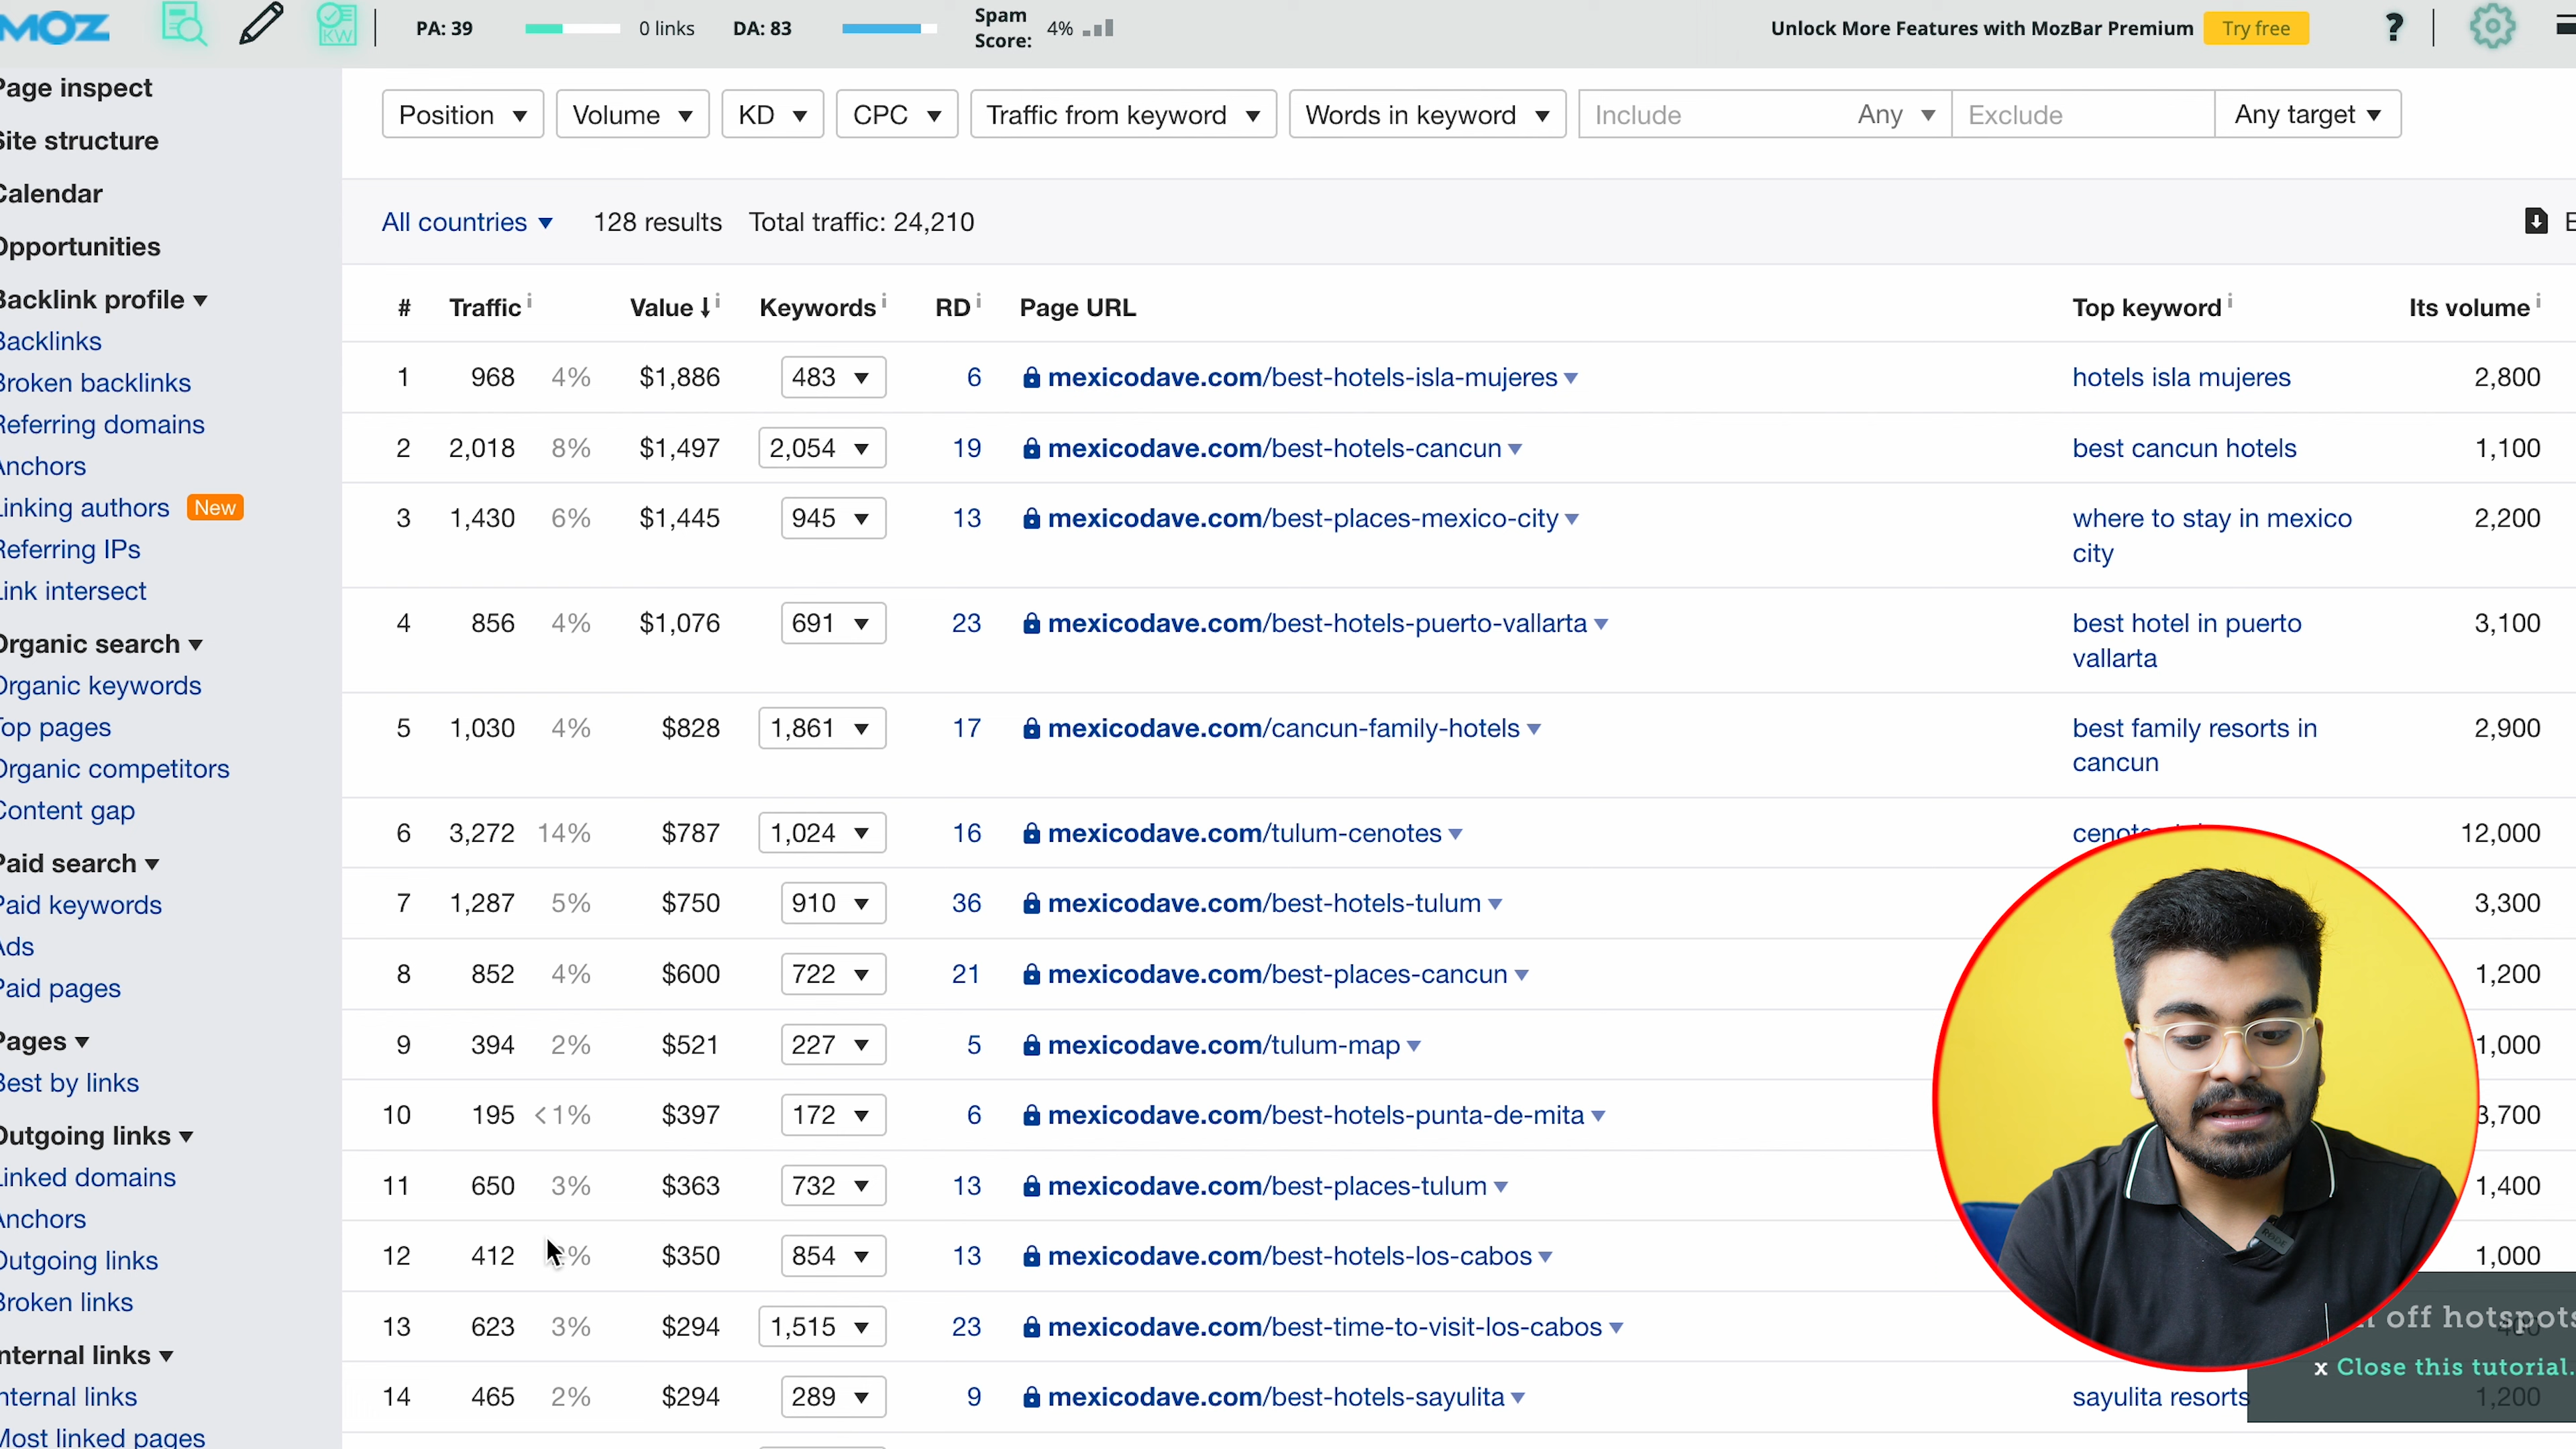 MOZ
KW
PA: 39
0 links
DA: 83
Spam Score:
4%
Unlock More Features with MozBar Premium
Try free
?
Page inspect
Site structure
Calendar
Opportunities
Backlink profile
Backlinks
Broken backlinks
Referring domains
Anchors
Linking authors New
Referring IPs
Link intersect
Organic search
Organic keywords
Top pages
Organic competitors
Content gap
Paid search
Paid keywords
Ads
Paid pages
Pages
Best by links
Outgoing links
Linked domains
Anchors
Outgoing links
Broken links
Internal links
Internal links
Most linked pages
Position
Volume
KD
CPC
Traffic from keyword
Words in keyword
Include
Any
Exclude
Any target
All countries
128 results
Total traffic: 24,210
# Traffic Value Keywords RD Page URL Top keyword Its volume
1 968 4% $1,886 483 6 mexicodave.com/best-hotels-isla-mujeres hotels isla mujeres 2,800
2 2,018 8% $1,497 2,054 19 mexicodave.com/best-hotels-cancun best cancun hotels 1,100
3 1,430 6% $1,445 945 13 mexicodave.com/best-places-mexico-city where to stay in mexico 2,200
city
4 856 4% $1,076 691 23 mexicodave.com/best-hotels-puerto-vallarta best hotel in puerto 3,100
vallarta
5 1,030 4% $828 1,861 17 mexicodave.com/cancun-family-hotels best family resorts in 2,900
cancun
6 3,272 14% $787 1,024 16 mexicodave.com/tulum-cenotes 12,000
7 1,287 5% $750 910 36 mexicodave.com/best-hotels-tulum 3,300
8 852 4% $600 722 21 mexicodave.com/best-places-cancun 1,200
9 394 2% $521 227 5 mexicodave.com/tulum-map 1,000
10 195 <1% $397 172 6 mexicodave.com/best-hotels-punta-de-mita 3,700
11 650 3% $363 732 13 mexicodave.com/best-places-tulum 1,400
12 412 $350 854 13 mexicodave.com/best-hotels-los-cabos 1,000
13 623 3% $294 1,515 23 mexicodave.com/best-time-to-visit-los-cabos
14 465 2% $294 289 9 mexicodave.com/best-hotels-sayulita sayulita resorts 1,200
off hotspots
x Close this tutorial.